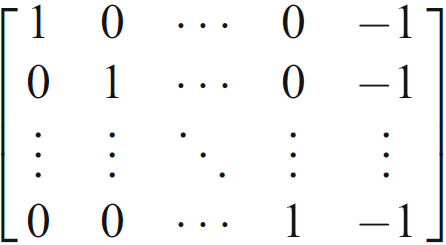 1 0 ⋯ 0 −1
0 1 ⋯ 0 −1
⋮ ⋮ ⋱ ⋮ ⋮
0 0 ⋯ 1 −1